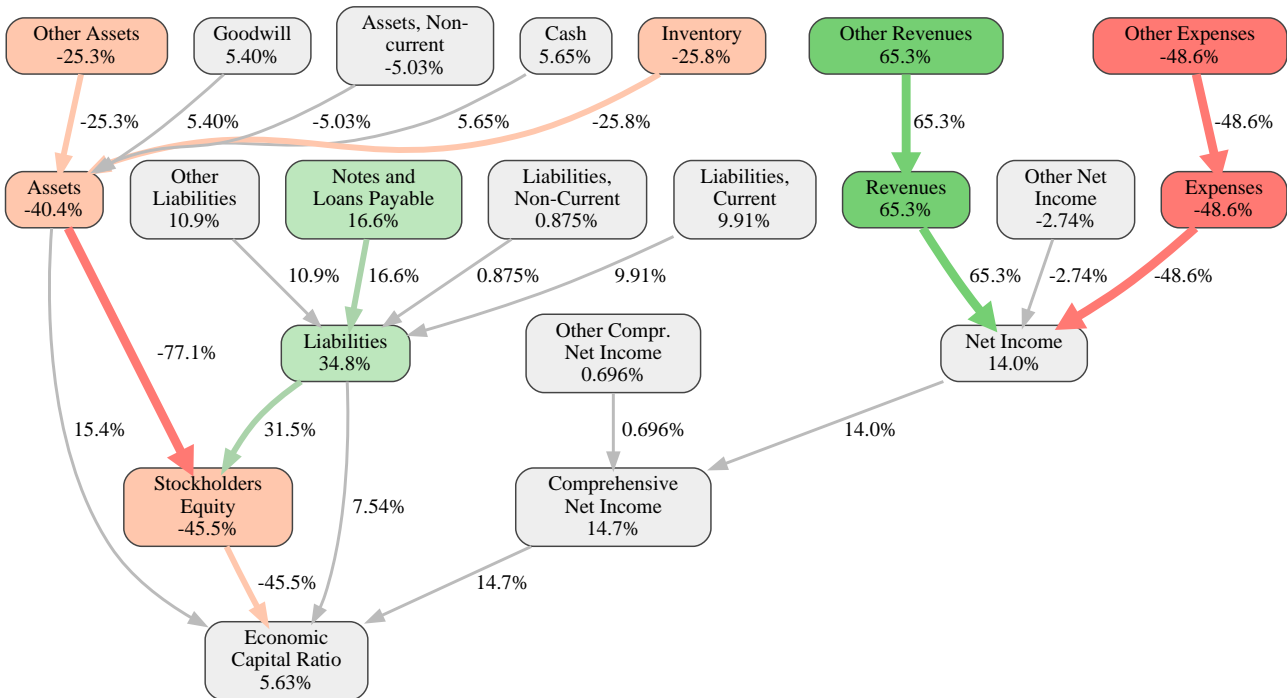 Other Assets
-25.3%
Goodwill
5.40%
Assets, Non-
current
-5.03%
Cash
5.65%
Inventory
-25.8%
Other Revenues
65.3%
Other Expenses
-48.6%
-25.3%
5.40%
-5.03%
5.65%
-25.8%
65.3%
-48.6%
Assets
-40.4%
Other
Liabilities
10.9%
Notes and
Loans Payable
16.6%
Liabilities,
Non-Current
0.875%
Liabilities,
Current
9.91%
Revenues
65.3%
Other Net
Income
-2.74%
Expenses
-48.6%
10.9%
16.6%
0.875%
9.91%
65.3%
-2.74%
-48.6%
-77.1%
Liabilities
34.8%
Other Compr.
Net Income
0.696%
Net Income
14.0%
15.4%
31.5%
0.696%
14.0%
Stockholders
Equity
-45.5%
7.54%
Comprehensive
Net Income
14.7%
-45.5%
14.7%
Economic
Capital Ratio
5.63%